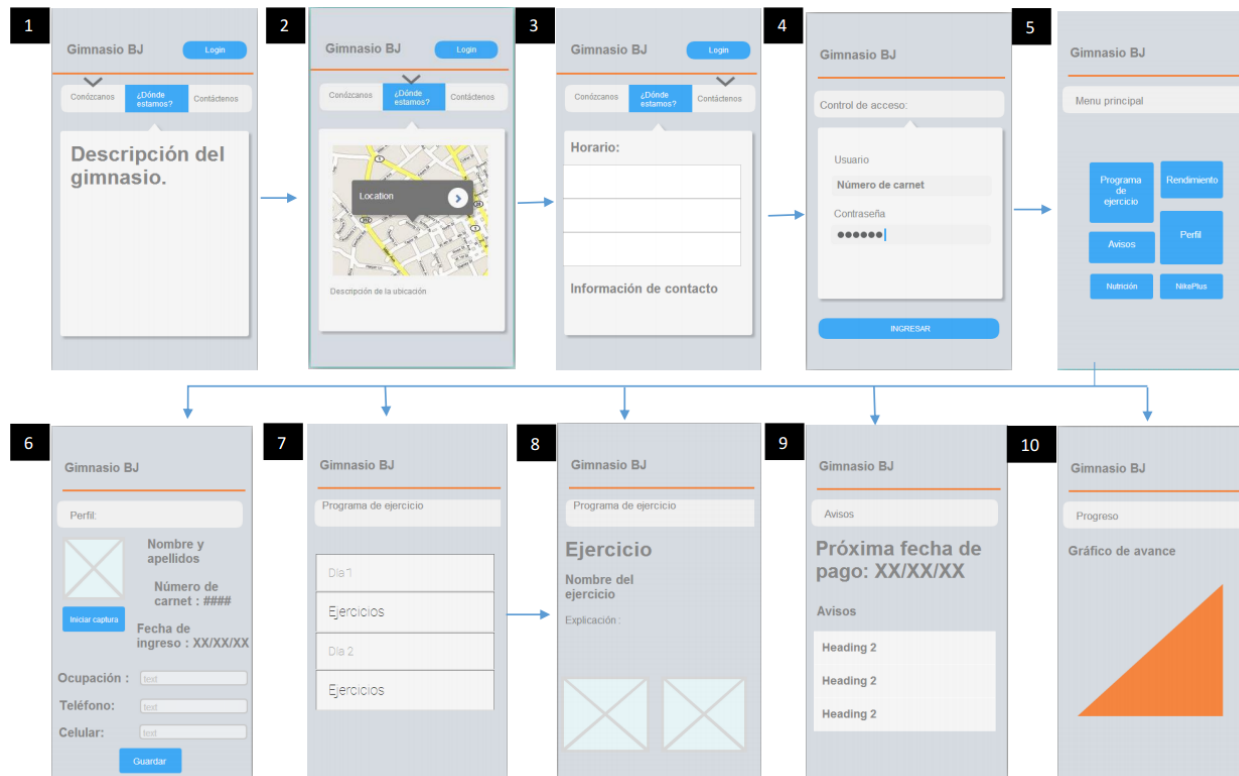 1
Gimnasio BJ
Login
Conózcanos
¿Dónde
estamos?
Contáctenos
Descripción del
gimnasio.
2
Gimnasio BJ
Login
Conózcanos
¿Dónde
estamos?
Contáctenos
Location
Descripción de la ubicación
3
Gimnasio BJ
Login
Conózcanos
¿Dónde
estamos?
Contáctenos
Horario:
Información de contacto
4
Gimnasio BJ
Control de acceso:
Usuario
Número de carnet
Contraseña
INGRESAR
5
Gimnasio BJ
Menu principal
Programa
de
ejercicio
Rendimiento
Avisos
Perfil
Nutrición
NikePlus
6
Gimnasio BJ
Perfil:
Nombre y
apellidos
Número de
carnet : ####
Iniciar captura
Fecha de
ingreso : XX/XX/XX
Ocupación :
text
Teléfono:
text
Celular:
text
Guardar
7
Gimnasio BJ
Programa de ejercicio
Día 1
Ejercicios
Día 2
Ejercicios
8
Gimnasio BJ
Programa de ejercicio
Ejercicio
Nombre del
ejercicio
Explicación :
9
Gimnasio BJ
Avisos
Próxima fecha de
pago: XX/XX/XX
Avisos
Heading 2
Heading 2
Heading 2
10
Gimnasio BJ
Progreso
Gráfico de avance